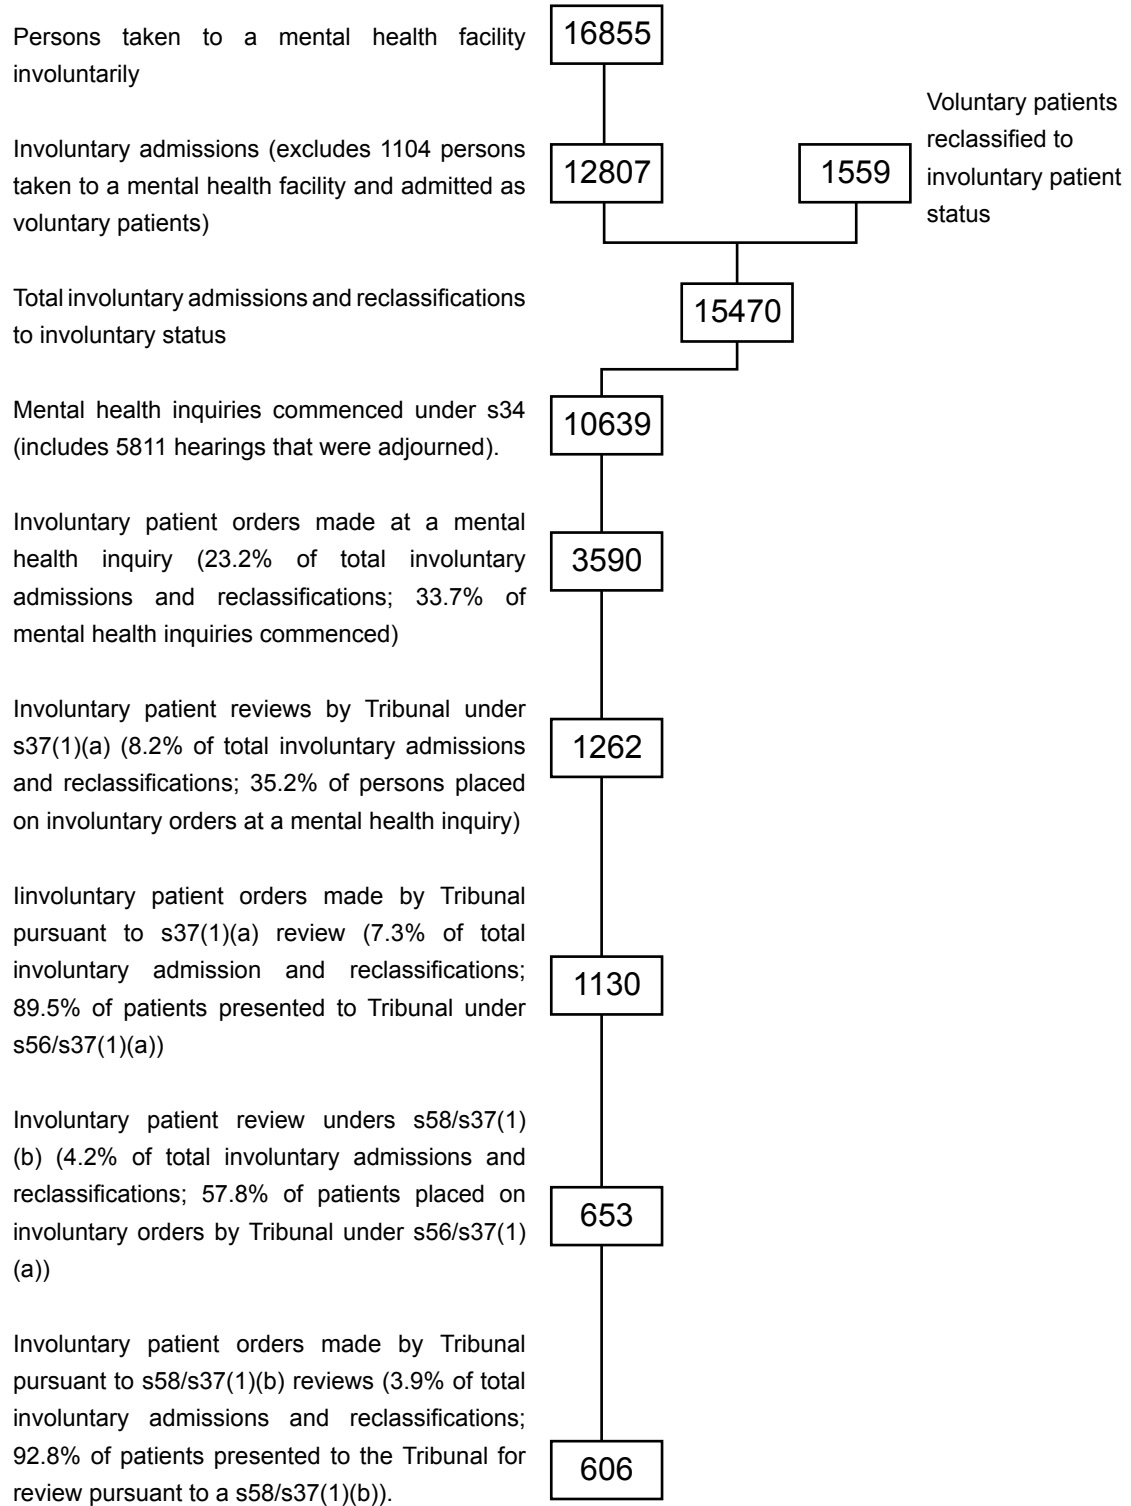 Persons taken to a mental health facility
involuntarily
16855
Involuntary admissions (excludes 1104 persons
taken to a mental health facility and admitted as
voluntary patients)
12807
1559
Voluntary patients
reclassified to
involuntary patient
status
Total involuntary admissions and reclassifications
to involuntary status
15470
Mental health inquiries commenced under s34
(includes 5811 hearings that were adjourned).
10639
Involuntary patient orders made at a mental
health inquiry (23.2% of total involuntary
admissions and reclassifications; 33.7% of
mental health inquiries commenced)
3590
Involuntary patient reviews by Tribunal under
s37(1)(a) (8.2% of total involuntary admissions
and reclassifications; 35.2% of persons placed
on involuntary orders at a mental health inquiry)
1262
Iinvoluntary patient orders made by Tribunal
pursuant to s37(1)(a) review (7.3% of total
involuntary admission and reclassifications;
89.5% of patients presented to Tribunal under
s56/s37(1)(a))
1130
Involuntary patient review unders s58/s37(1)
(b) (4.2% of total involuntary admissions and
reclassifications; 57.8% of patients placed on
involuntary orders by Tribunal under s56/s37(1)
(a))
653
Involuntary patient orders made by Tribunal
pursuant to s58/s37(1)(b) reviews (3.9% of total
involuntary admissions and reclassifications;
92.8% of patients presented to the Tribunal for
review pursuant to a s58/s37(1)(b)).
606